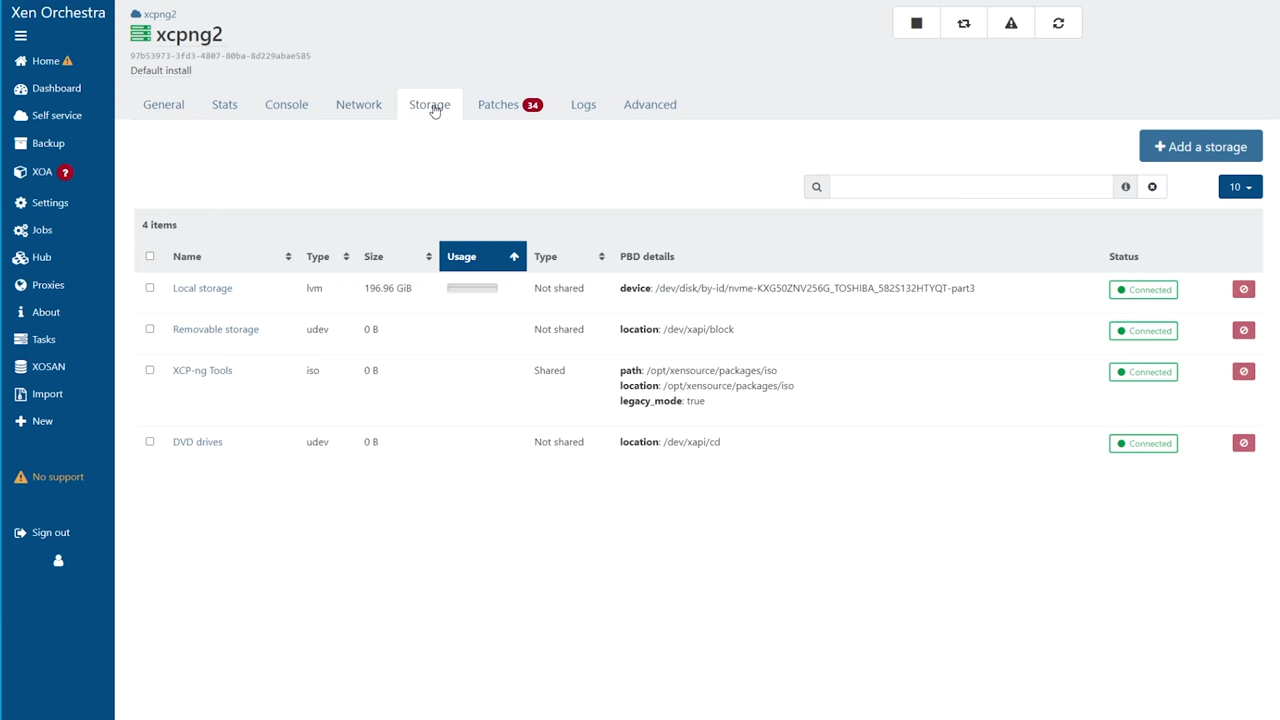 Xen Orchestra
Home
Dashboard
Self service
Backup
XOA ?
Settings
Jobs
Hub
Proxies
About
Tasks
XOSAN
Import
New
No support
Sign out
xcpng2
xcpng2
97b53973-3fd3-4807-80ba-8d229abae585
Default install
General Stats Console Network Storage Patches 34 Logs Advanced
Add a storage
10
4 items
Name Type Size Usage Type PBD details Status
Local storage lvm 196.96 GiB Not shared device: /dev/disk/by-id/nvme-KXG50ZNV256G_TOSHIBA_582S132HTYQT-part3 Connected
Removable storage udev 0 B Not shared location: /dev/xapi/block Connected
XCP-ng Tools iso 0 B Shared path: /opt/xensource/packages/iso Connected
location: /opt/xensource/packages/iso
legacy_mode: true
DVD drives udev 0 B Not shared location: /dev/xapi/cd Connected